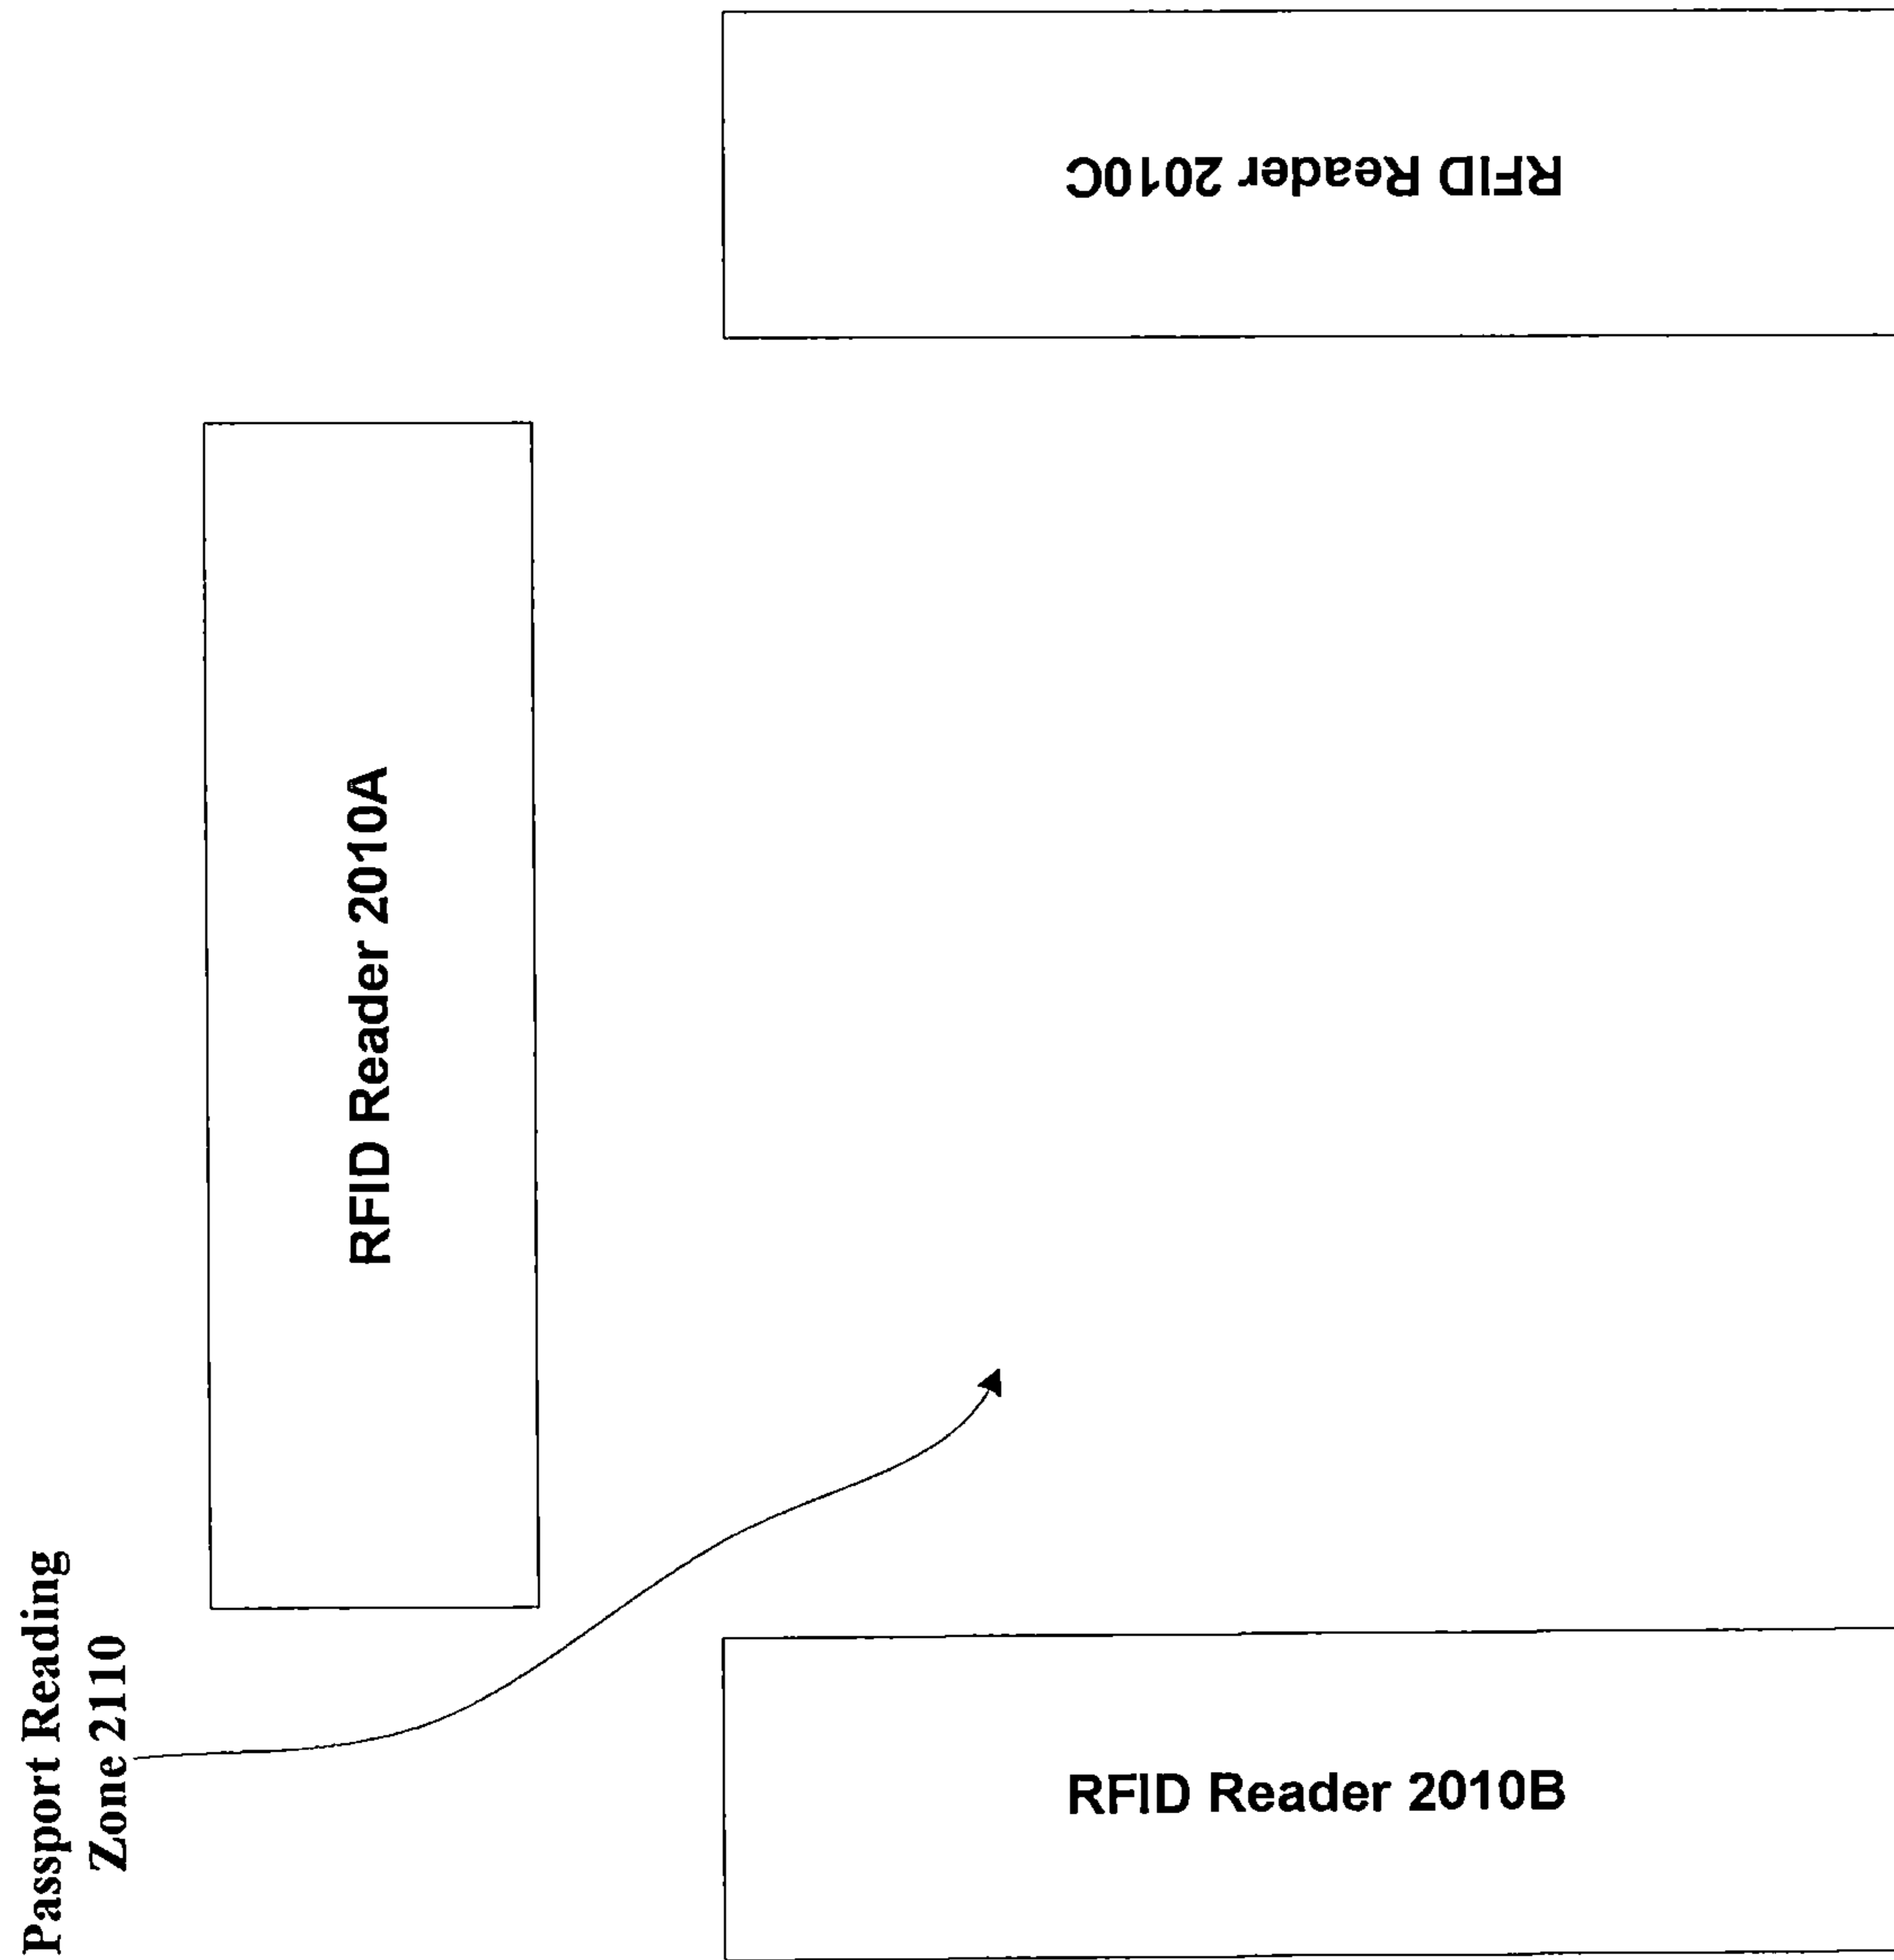 Passport Reading
Zone 2110
RFID Reader 2010A
RFID Reader 2010B
RFID Reader 2010C